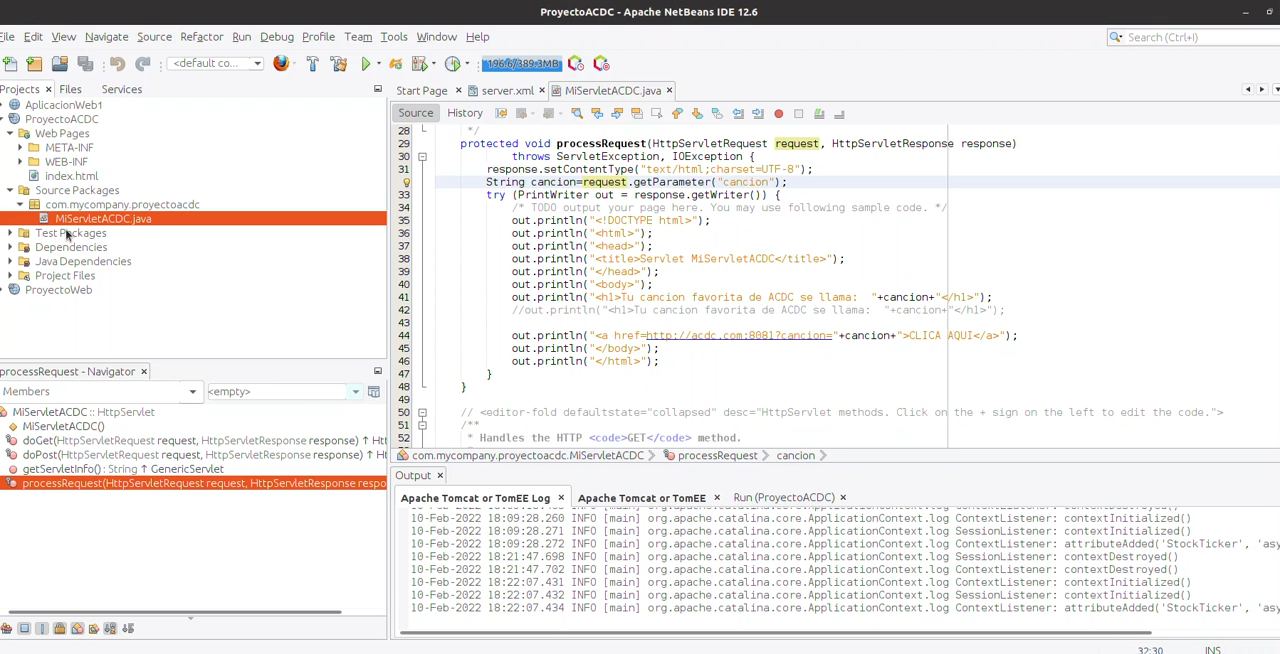 ProyectoACDC - Apache NetBeans IDE 12.6
File Edit View Navigate Source Refactor Run Debug Profile Team Tools Window Help
Search (Ctrl+I)
<default co...
196.6/389.3MB
Projects Files Services
AplicacionWeb1
ProyectoACDC
Web Pages
META-INF
WEB-INF
index.html
Source Packages
com.mycompany.proyectoacdc
MiServletACDC.java
Test Packages
Dependencies
Java Dependencies
Project Files
ProyectoWeb
processRequest - Navigator
Members
<empty>
MiServletACDC :: HttpServlet
MiServletACDC()
doGet(HttpServletRequest request, HttpServletResponse response) ↑ Ht
doPost(HttpServletRequest request, HttpServletResponse response) ↑ H
getServletInfo() : String ↑ GenericServlet
processRequest(HttpServletRequest request, HttpServletResponse respo
Start Page server.xml MiServletACDC.java
Source History
28 */
29 protected void processRequest(HttpServletRequest request, HttpServletResponse response)
30 throws ServletException, IOException {
31 response.setContentType("text/html;charset=UTF-8");
String cancion=request.getParameter("cancion");
33 try (PrintWriter out = response.getWriter()) {
34 /* TODO output your page here. You may use following sample code. */
35 out.println("<!DOCTYPE html>");
36 out.println("<html>");
37 out.println("<head>");
38 out.println("<title>Servlet MiServletACDC</title>");
39 out.println("</head>");
40 out.println("<body>");
41 out.println("<h1>Tu cancion favorita de ACDC se llama:  "+cancion+"</h1>");
42 //out.println("<h1>Tu cancion favorita de ACDC se llama:  "+cancion+"</h1>");
43
44 out.println("<a href=http://acdc.com:8081?cancion="+cancion+">CLICA AQUI</a>");
45 out.println("</body>");
46 out.println("</html>");
47 }
48 }
49
50 // <editor-fold defaultstate="collapsed" desc="HttpServlet methods. Click on the + sign on the left to edit the code.">
51 /**
52 * Handles the HTTP <code>GET</code> method.
com.mycompany.proyectoacdc.MiServletACDC processRequest cancion
Output
Apache Tomcat or TomEE Log Apache Tomcat or TomEE Run (ProyectoACDC)
10-Feb-2022 18:09:28.260 INFO [main] org.apache.catalina.core.ApplicationContext.log ContextListener: contextInitialized()
10-Feb-2022 18:09:28.271 INFO [main] org.apache.catalina.core.ApplicationContext.log SessionListener: contextInitialized()
10-Feb-2022 18:09:28.272 INFO [main] org.apache.catalina.core.ApplicationContext.log ContextListener: attributeAdded('StockTicker', 'asy
10-Feb-2022 18:21:47.698 INFO [main] org.apache.catalina.core.ApplicationContext.log SessionListener: contextDestroyed()
10-Feb-2022 18:21:47.702 INFO [main] org.apache.catalina.core.ApplicationContext.log ContextListener: contextDestroyed()
10-Feb-2022 18:22:07.431 INFO [main] org.apache.catalina.core.ApplicationContext.log ContextListener: contextInitialized()
10-Feb-2022 18:22:07.432 INFO [main] org.apache.catalina.core.ApplicationContext.log SessionListener: contextInitialized()
10-Feb-2022 18:22:07.434 INFO [main] org.apache.catalina.core.ApplicationContext.log ContextListener: attributeAdded('StockTicker', 'asy
32:30 INS